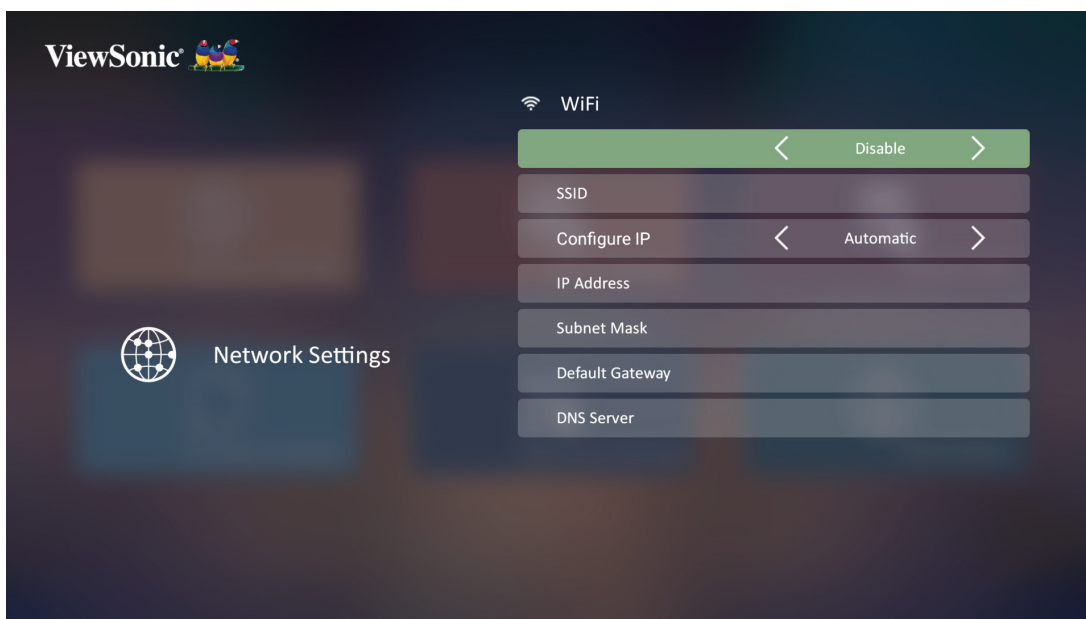 ViewSonic®
WiFi
Disable
SSID
Configure IP Automatic
IP Address
Subnet Mask
Network Settings
Default Gateway
DNS Server